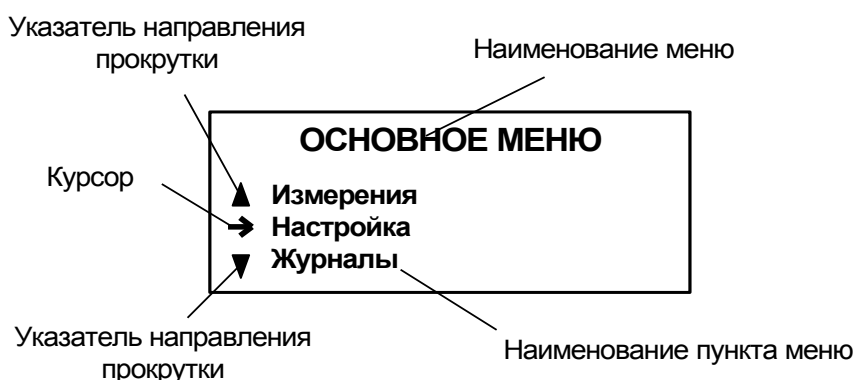 Указатель направления
прокрутки
Наименование меню
ОСНОВНОЕ МЕНЮ
Курсор
Измерения
Настройка
Журналы
Указатель направления
прокрутки
Наименование пункта меню